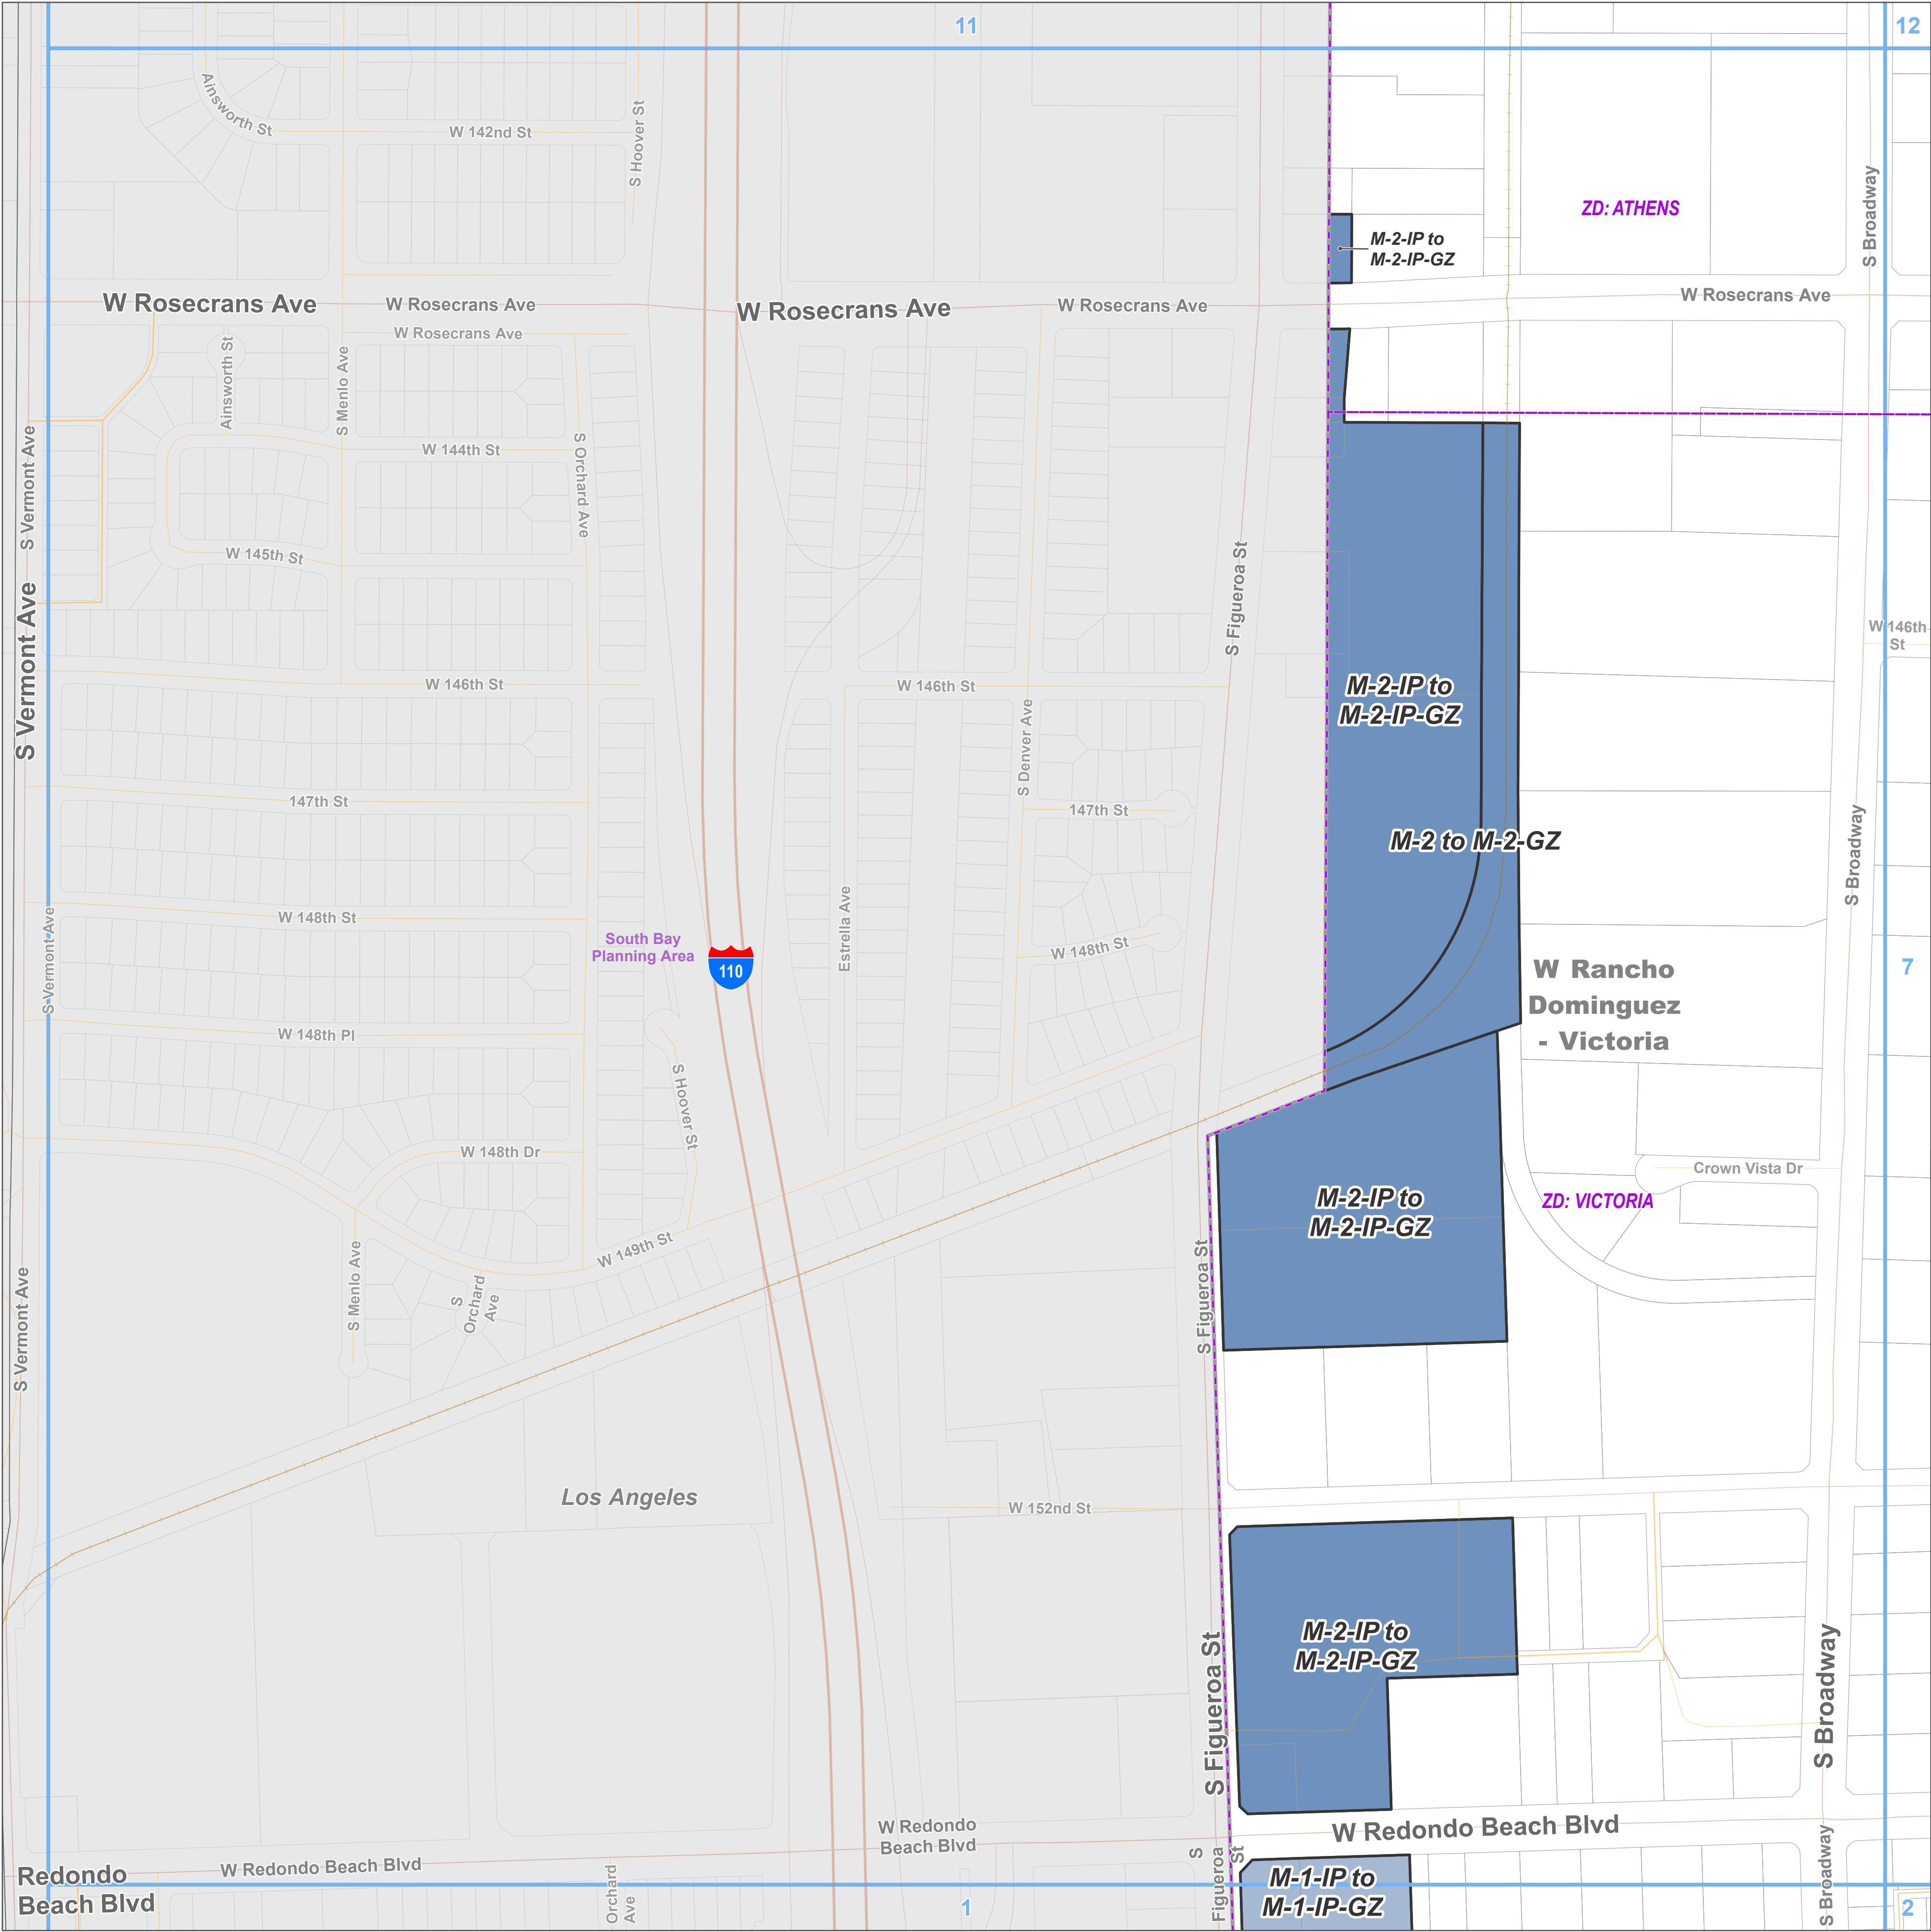 11
12
Ainsworth St
W 142nd St
S Hoover St
ZD: ATHENS
S Broadway
M-2-IP to
M-2-IP-GZ
W Rosecrans Ave
W Rosecrans Ave
W Rosecrans Ave
W Rosecrans Ave
W Rosecrans Ave
W Rosecrans Ave
Ainsworth St
S Menlo Ave
S Vermont Ave
W 144th St
S Orchard Ave
W 145th St
S Figueroa St
S Vermont Ave
W 146th
St
W 146th St
W 146th St
M-2-IP to
M-2-IP-GZ
S Denver Ave
147th St
147th St
M-2 to M-2-GZ
S Broadway
W 148th St
S Vermont Ave
South Bay
Planning Area
110
Estrella Ave
W 148th St
W Rancho
Dominguez
- Victoria
7
W 148th Pl
S Hoover St
W 148th Dr
Crown Vista Dr
M-2-IP to
M-2-IP-GZ
ZD: VICTORIA
W 149th St
S Menlo Ave
S
Orchard
Ave
S Vermont Ave
S Figueroa St
Los Angeles
W 152nd St
M-2-IP to
M-2-IP-GZ
S Figueroa St
S Broadway
W Redondo
Beach Blvd
W Redondo Beach Blvd
W Redondo Beach Blvd
Redondo
Beach Blvd
Orchard
Ave
S
Figueroa
St
M-1-IP to
M-1-IP-GZ
S Broadway
1
2